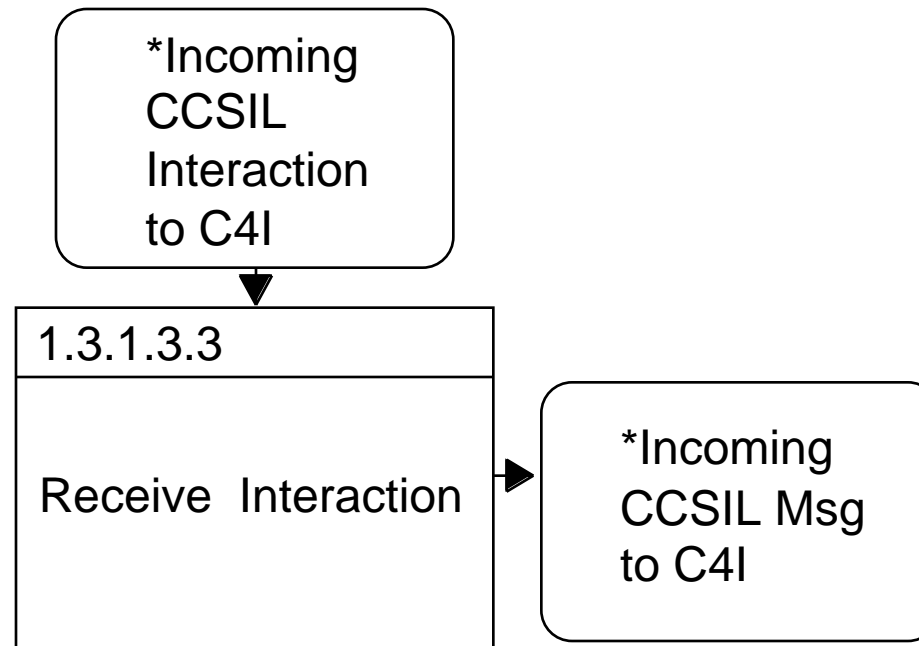 *Incoming
CCSIL
Interaction
to C4I
1.3.1.3.3
Receive Interaction
*Incoming
CCSIL Msg
to C4I